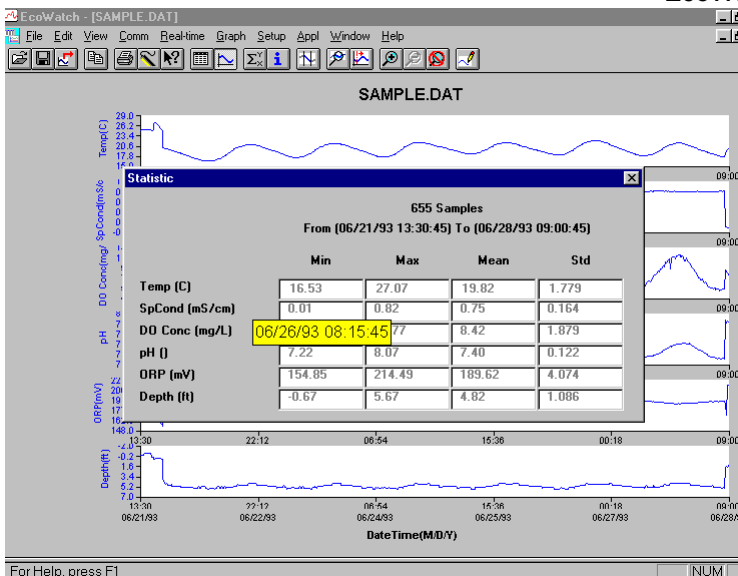 EcoWatch - [SAMPLE.DAT]
File Edit View Comm Real-time Graph Setup Appl Window Help
SAMPLE.DAT
Temp(C)
29.0
26.2
23.4
20.6
17.8
SpCond(mS/c
09:00
DO Conc(mg/
09:00
pH
09:00
ORP(mV)
09:00
148.0
13:30 22:12 06:54 15:36 00:18 09:00
Depth(ft)
-2.0
-0.2
1.6
3.4
5.2
7.0
13:30 22:12 06:54 15:36 00:18 09:00
06/21/93 06/22/93 06/24/93 06/25/93 06/27/93 06/28/
DateTime(M/D/Y)
Statistic
655 Samples
From (06/21/93 13:30:45) To (06/28/93 09:00:45)
Min Max Mean Std
Temp (C) 16.53 27.07 19.82 1.779
SpCond (mS/cm) 0.01 0.82 0.75 0.164
DO Conc (mg/L) 06/26/93 08:15:45 77 8.42 1.879
pH () 7.22 8.07 7.40 0.122
ORP (mV) 154.85 214.49 189.62 4.074
Depth (ft) -0.67 5.67 4.82 1.086
For Help, press F1 NUM